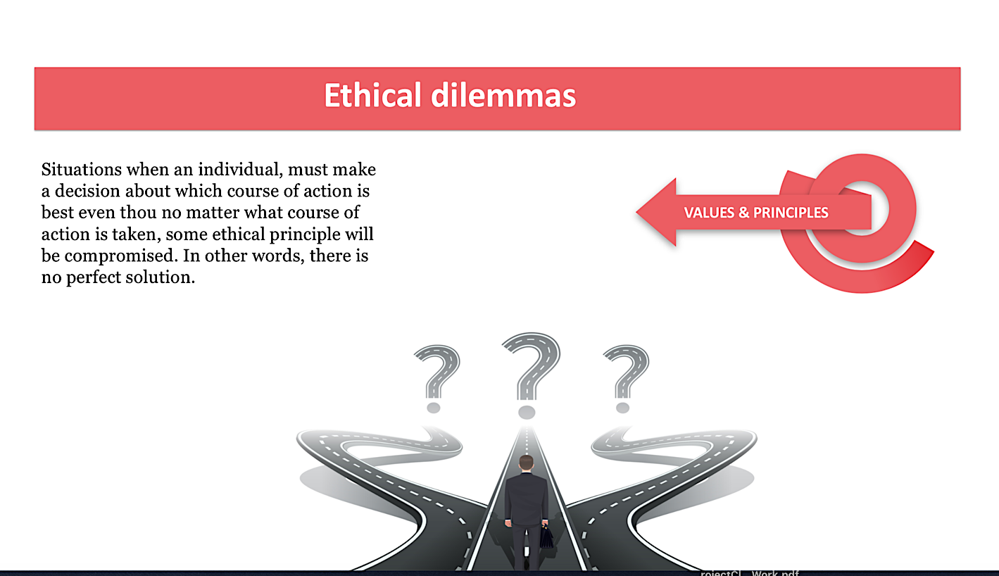 Ethical dilemmas
Situations when an individual, must make
a decision about which course of action is
best even thou no matter what course of
action is taken, some ethical principle will
be compromised. In other words, there is
no perfect solution.
VALUES & PRINCIPLES
? ? ?